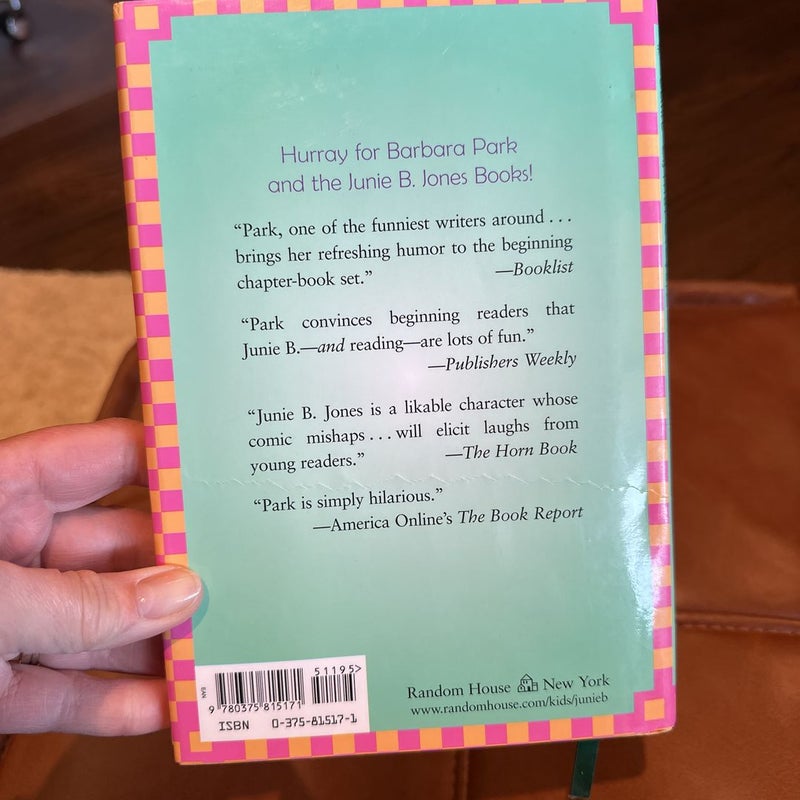 Hurray for Barbara Park
and the Junie B. Jones Books!
“Park, one of the funniest writers around . . .
brings her refreshing humor to the beginning
chapter-book set.” —Booklist
“Park convinces beginning readers that
Junie B.—and reading—are lots of fun.”
—Publishers Weekly
“Junie B. Jones is a likable character whose
comic mishaps . . . will elicit laughs from
young readers.” —The Horn Book
“Park is simply hilarious.”
—America Online’s The Book Report
51195>
EAN
9 780375 815171
ISBN 0-375-81517-1
Random House New York
www.randomhouse.com/kids/junieb